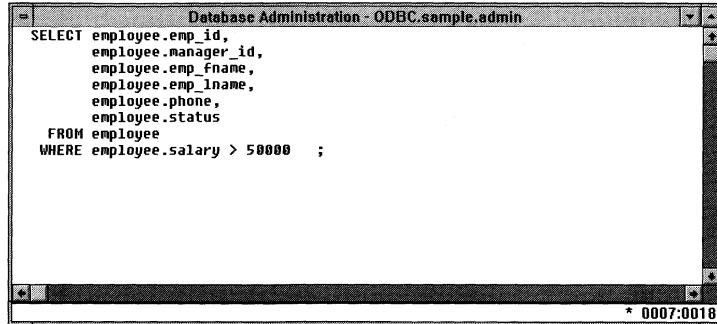 Database Administration - ODBC.sample.admin
SELECT employee.emp_id,
employee.manager_id,
employee.emp_fname,
employee.emp_lname,
employee.phone,
employee.status
FROM employee
WHERE employee.salary > 50000 ;
* 0007:0018